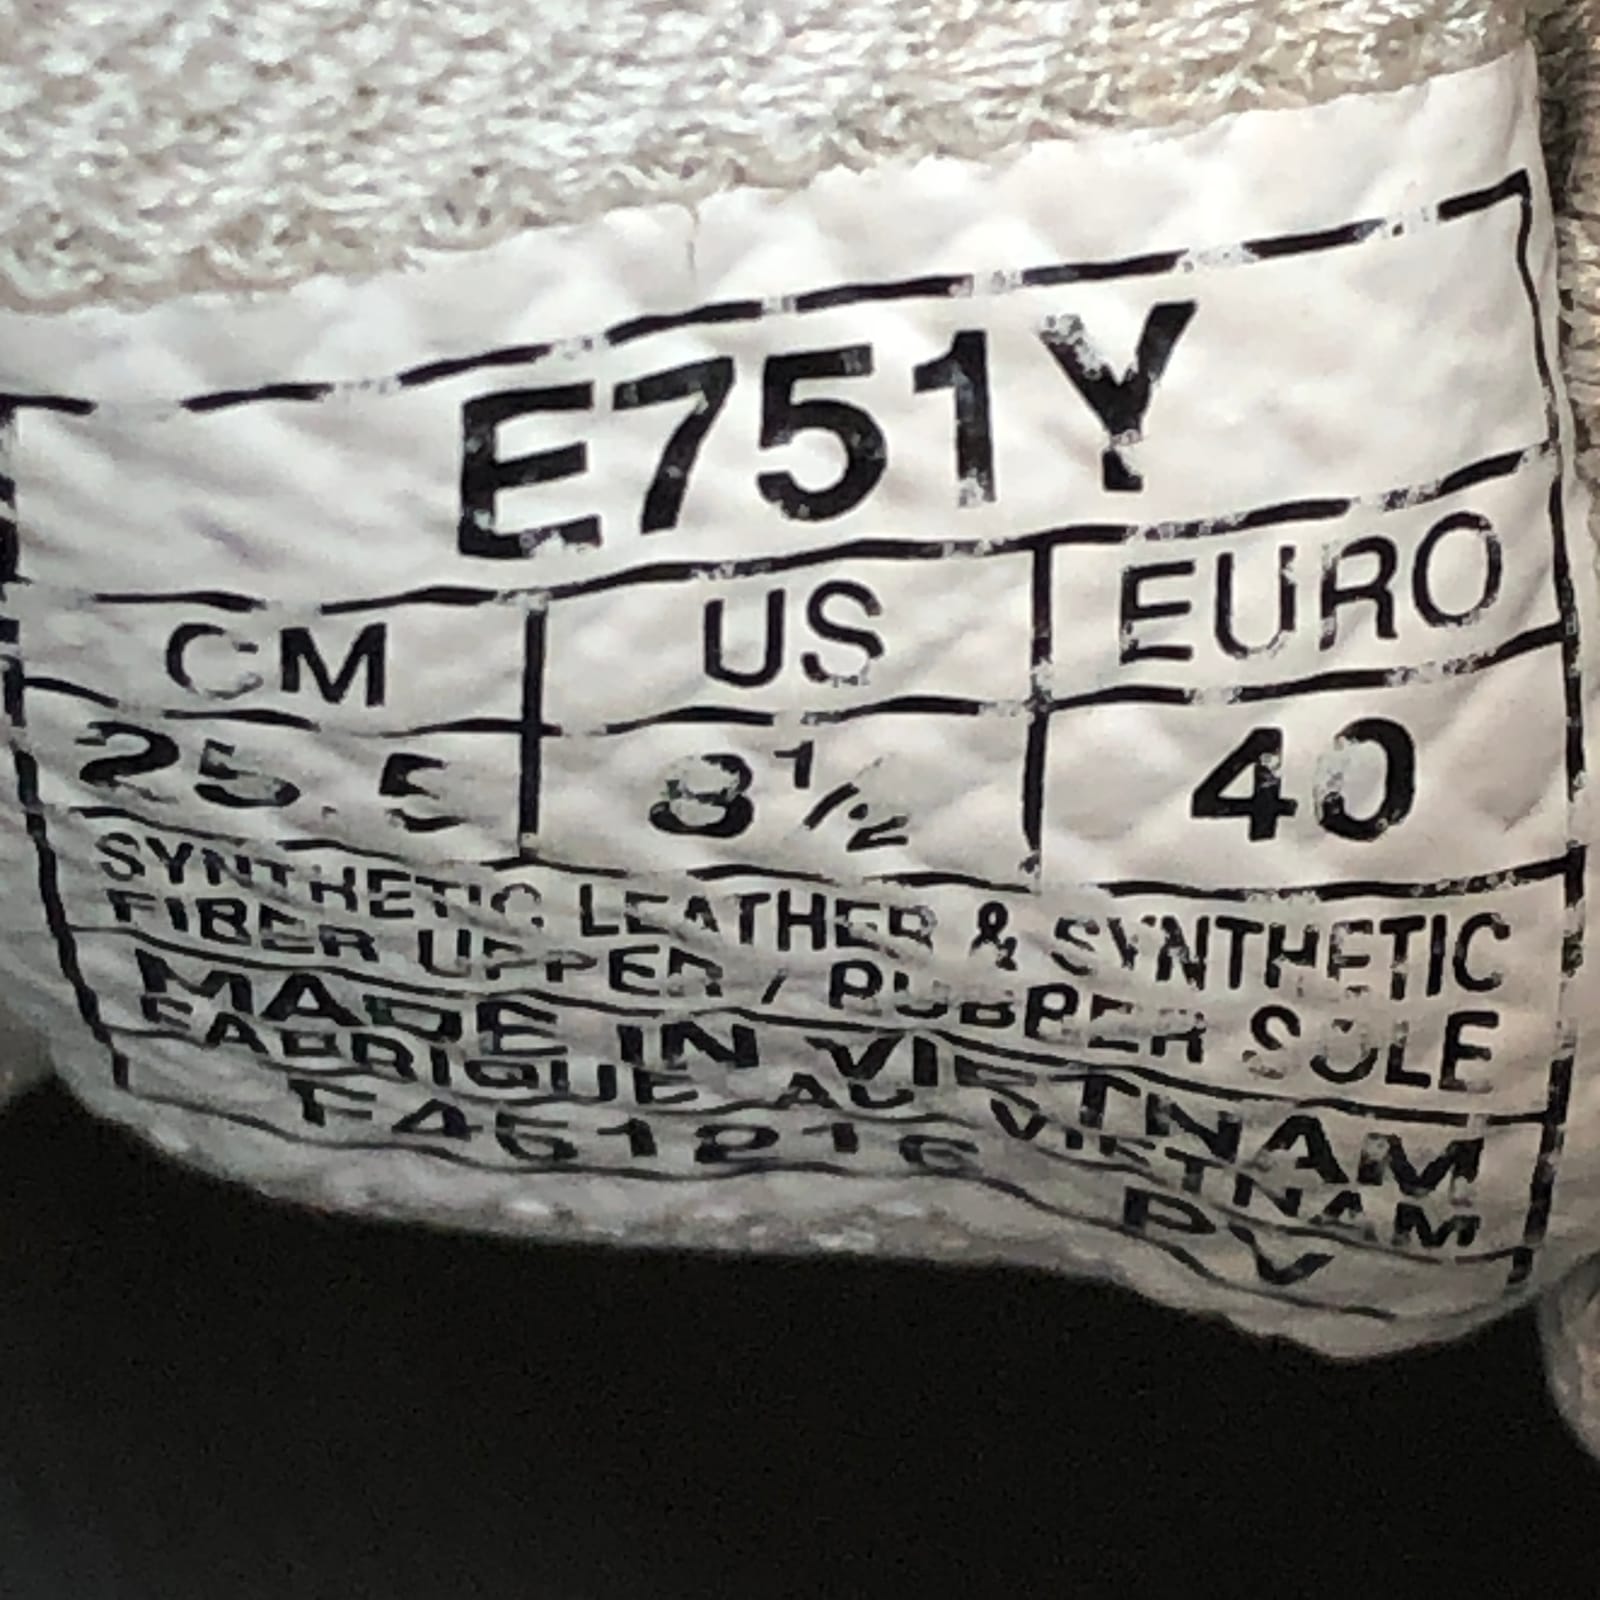 E751Y
CM US EURO
25.5 8½ 40
SYNTHETIC LEATHER & SYNTHETIC
FIBER UPPER / RUBBER SOLE
MADE IN VIETNAM
FABRIQUE AU VIETNAM
PV